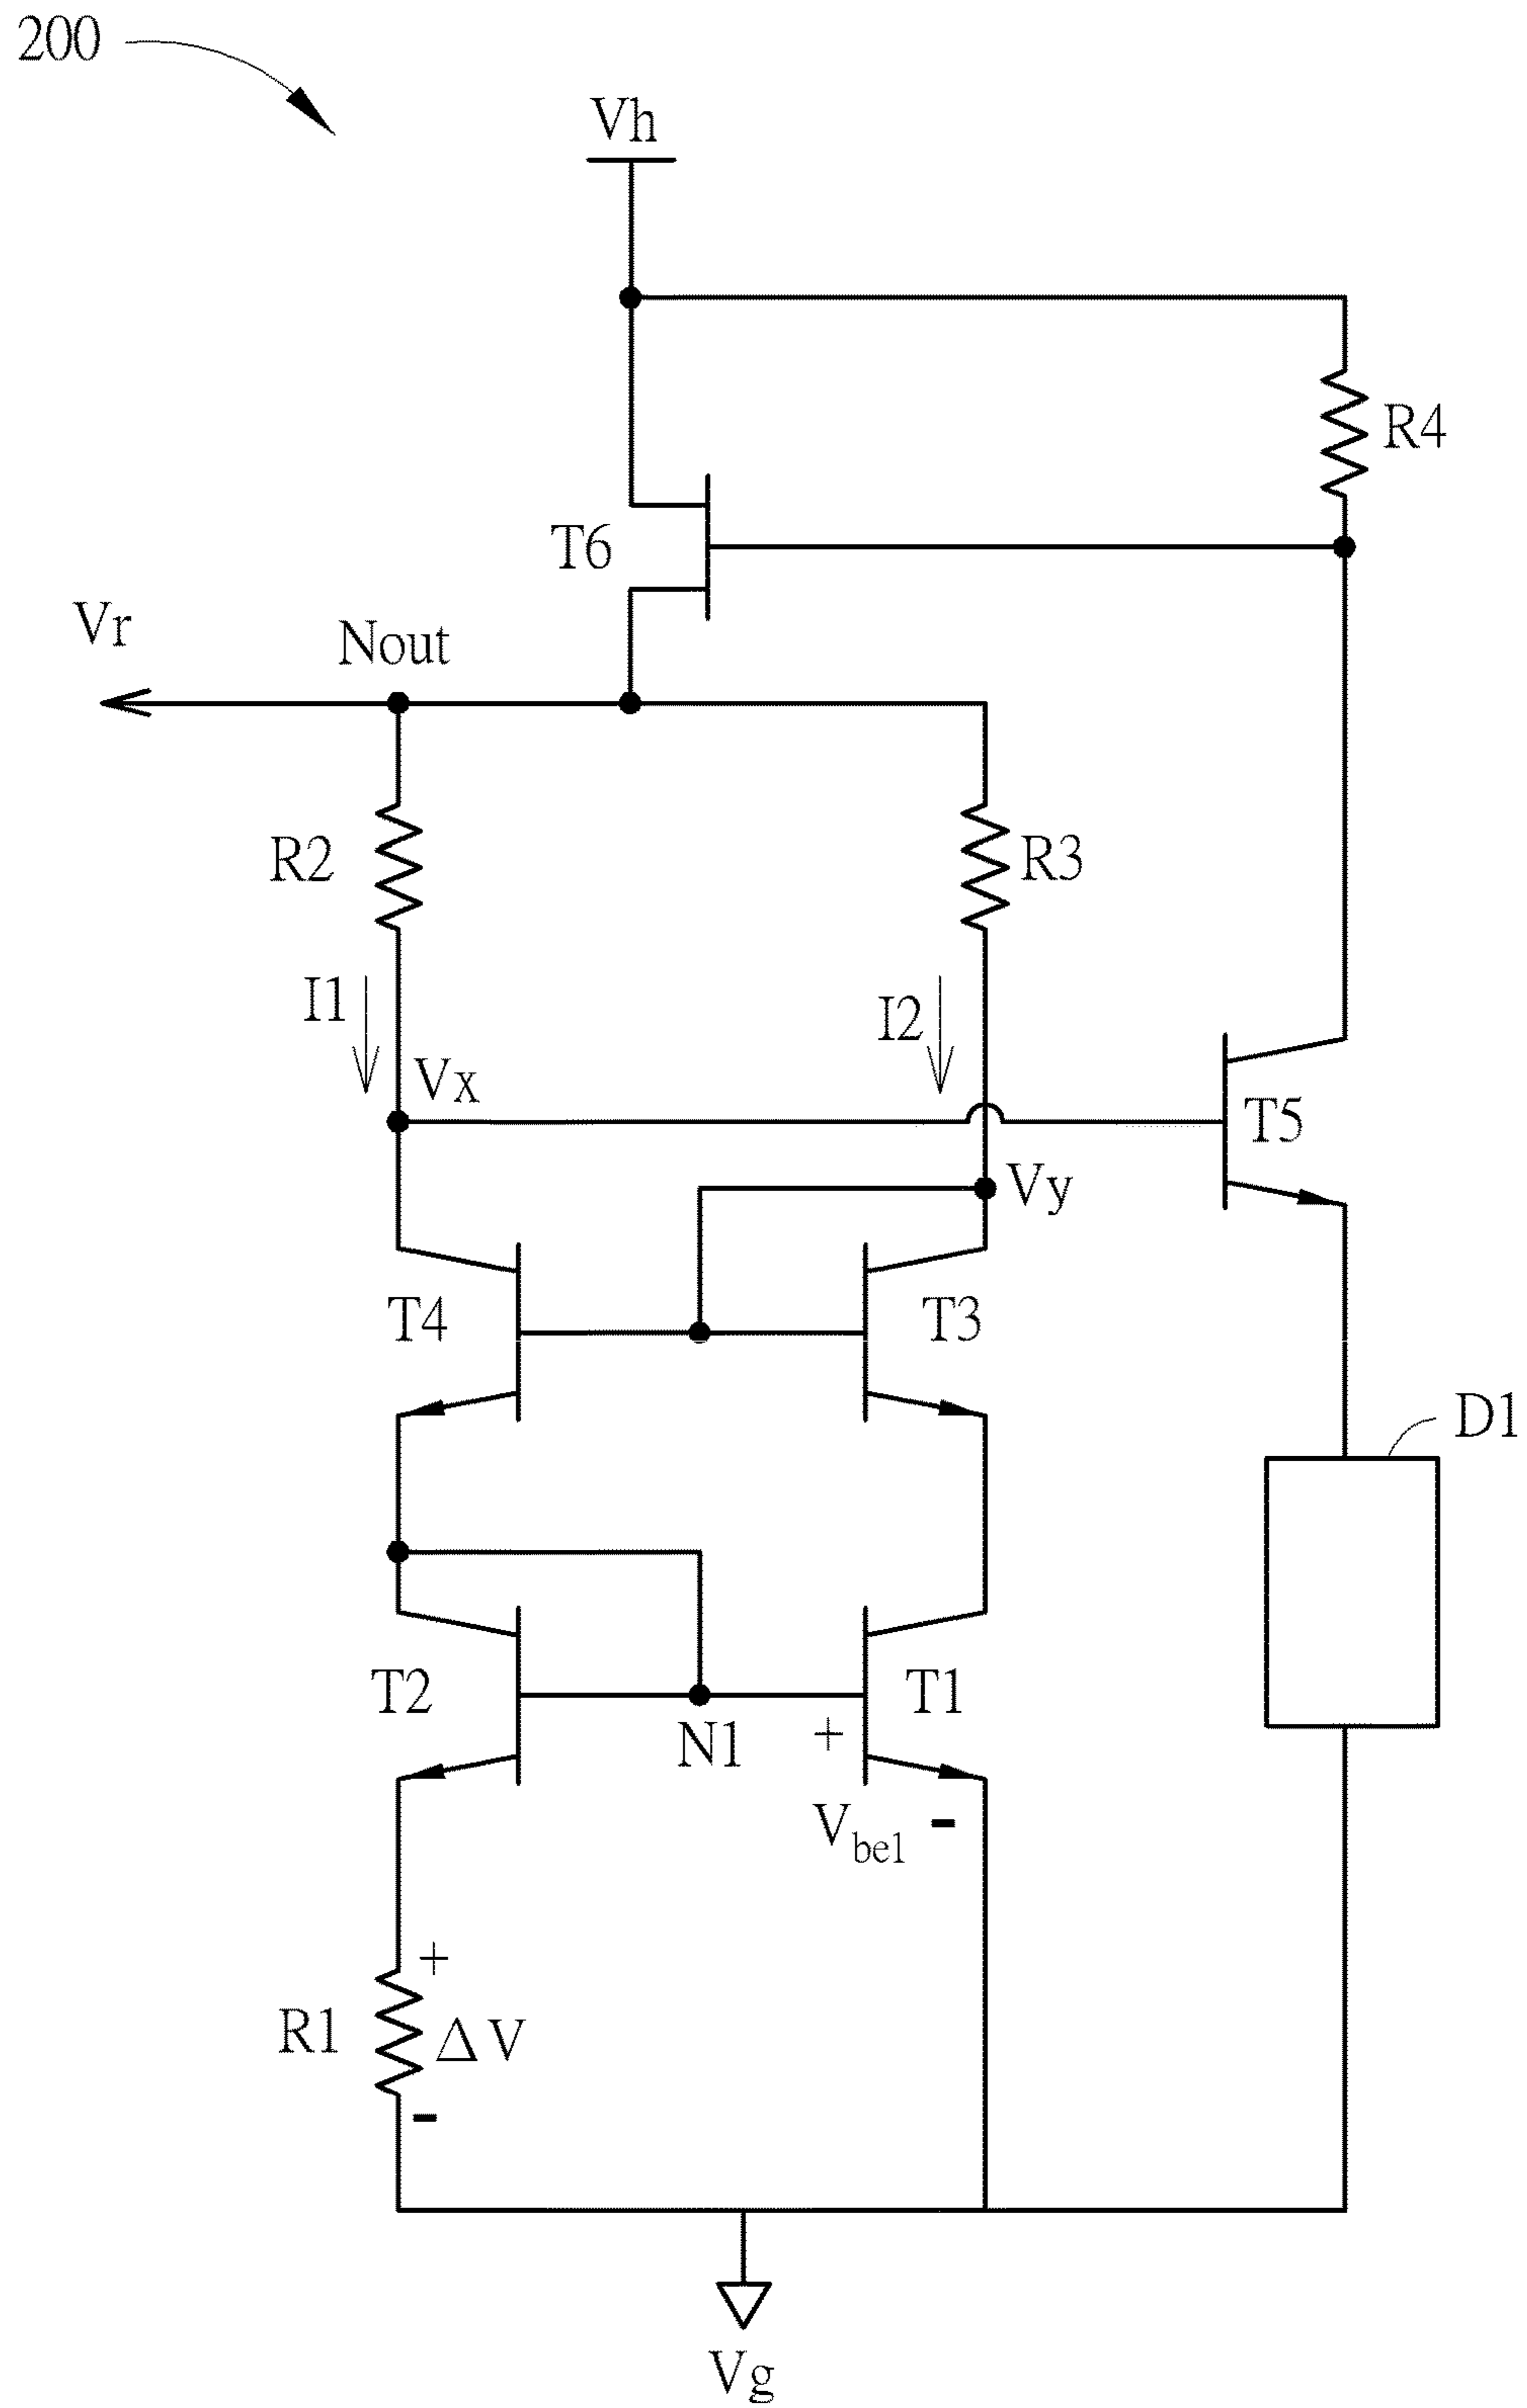 200
Vh
R4
T6
Vr
Nout
R2
R3
I1
I2
Vx
T5
Vy
T4
T3
D1
T2
T1
N1
+
Vbe1
-
+
R1
ΔV
-
Vg